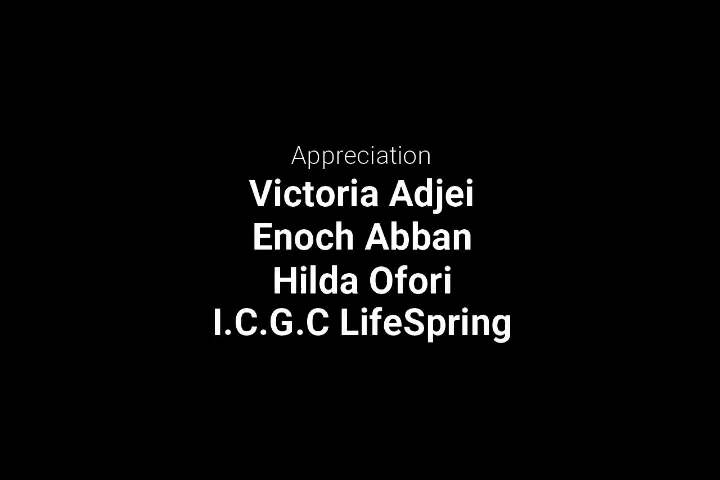 Appreciation
Victoria Adjei
Enoch Abban
Hilda Ofori
I.C.G.C LifeSpring